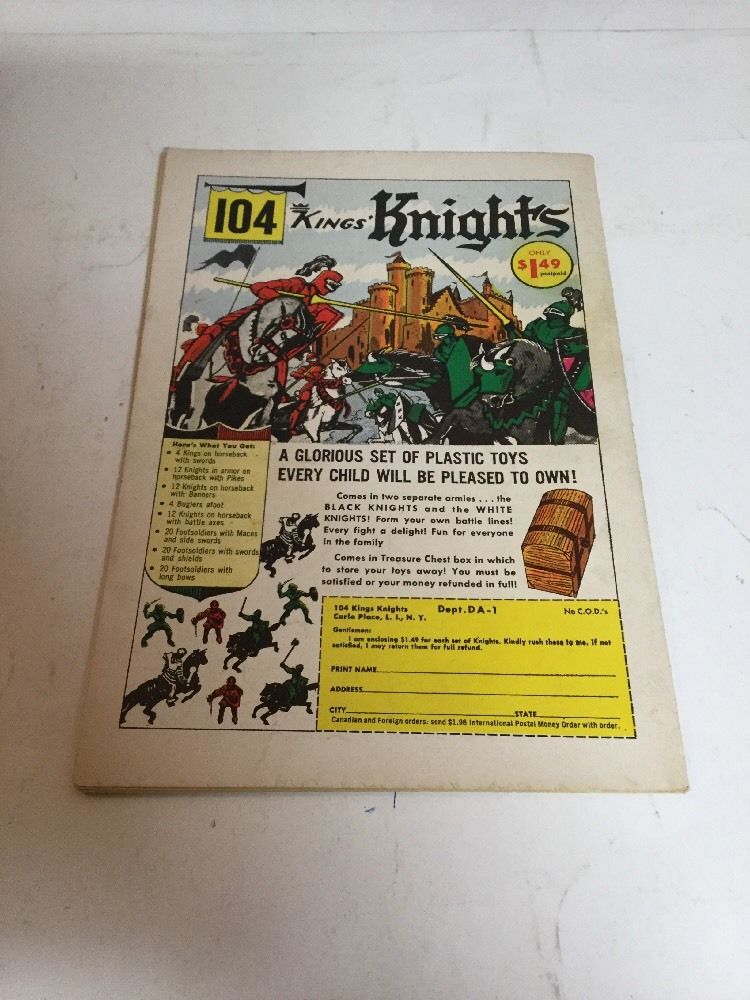 104 KINGS' Knights
ONLY
$1.49
postpaid
Here's What You Get:
• 4 Kings on horseback
with swords
• 12 Knights in armor on
horseback with Pikes
• 12 Knights on horseback
with Banners
• 4 Buglers afoot
• 12 Knights on horseback
with battle axes
• 20 Footsoldiers with Maces
and side swords
• 20 Footsoldiers with swords
and shields
• 20 Footsoldiers with
long bows
A GLORIOUS SET OF PLASTIC TOYS
EVERY CHILD WILL BE PLEASED TO OWN!
Comes in two separate armies . . . the
BLACK KNIGHTS and the WHITE
KNIGHTS! Form your own battle lines!
Every fight a delight! Fun for everyone
in the family
Comes in Treasure Chest box in which
to store your toys away! You must be
satisfied or your money refunded in full!
104 Kings Knights Dept. DA-1 No C.O.D.'s
Carle Place, L. I., N. Y.
Gentlemen:
I am enclosing $1.49 for each set of Knights. Kindly rush these to me. If not
satisfied, I may return them for full refund.
PRINT NAME
ADDRESS
CITY STATE
Canadian and Foreign orders: send $1.98 International Postal Money Order with order.